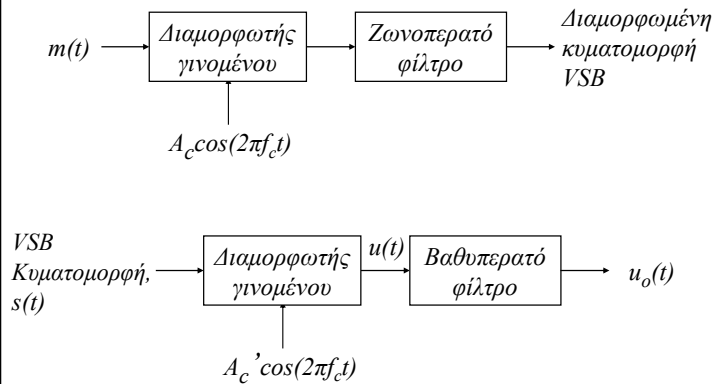 m(t)
Διαμορφωτής
γινομένου
Ζωνοπερατό
φίλτρο
Διαμορφωμένη
κυματομορφή
VSB
A_c cos(2πf_c t)
VSB
Κυματομορφή,
s(t)
Διαμορφωτής
γινομένου
u(t)
Βαθυπερατό
φίλτρο
u_o(t)
A_c’cos(2πf_c t)